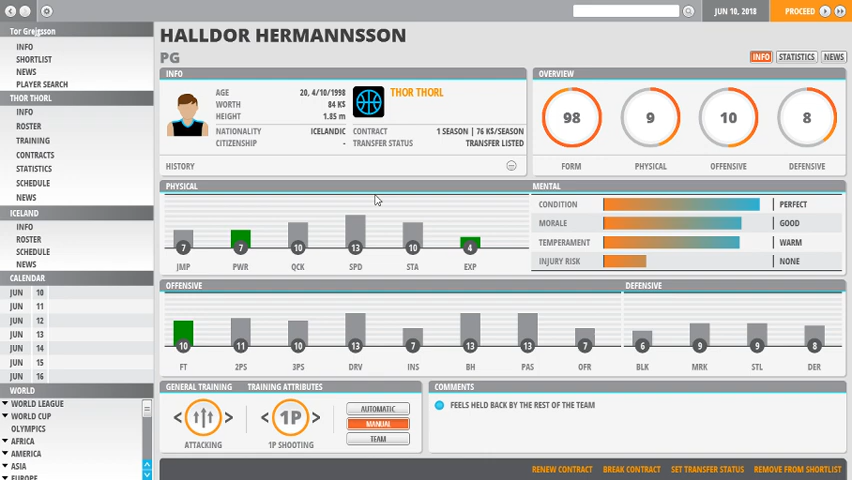 JUN 10, 2018
PROCEED
Tor Grejgsson
INFO
SHORTLIST
NEWS
PLAYER SEARCH
THOR THORL
INFO
ROSTER
TRAINING
CONTRACTS
STATISTICS
SCHEDULE
NEWS
ICELAND
INFO
ROSTER
SCHEDULE
NEWS
CALENDAR
JUN 10
JUN 11
JUN 12
JUN 13
JUN 14
JUN 15
JUN 16
WORLD
WORLD LEAGUE
WORLD CUP
OLYMPICS
AFRICA
AMERICA
ASIA
EUROPE
HALLDOR HERMANNSSON
PG
INFO STATISTICS NEWS
INFO
AGE 20, 4/10/1998
WORTH 84 K$
HEIGHT 1.85 m
NATIONALITY ICELANDIC
CITIZENSHIP -
THOR THORL
CONTRACT 1 SEASON | 76 K$/SEASON
TRANSFER STATUS TRANSFER LISTED
HISTORY
OVERVIEW
98 9 10 8
FORM PHYSICAL OFFENSIVE DEFENSIVE
PHYSICAL
7 7 10 13 10 4
JMP PWR QCK SPD STA EXP
MENTAL
CONDITION PERFECT
MORALE GOOD
TEMPERAMENT WARM
INJURY RISK NONE
OFFENSIVE
10 11 10 13 7 13 13 7
FT 2PS 3PS DRV INS BH PAS OFR
DEFENSIVE
6 9 9 8
BLK MRK STL DER
GENERAL TRAINING TRAINING ATTRIBUTES
< > < 1P >
ATTACKING 1P SHOOTING
AUTOMATIC
MANUAL
TEAM
COMMENTS
FEELS HELD BACK BY THE REST OF THE TEAM
RENEW CONTRACT BREAK CONTRACT SET TRANSFER STATUS REMOVE FROM SHORTLIST